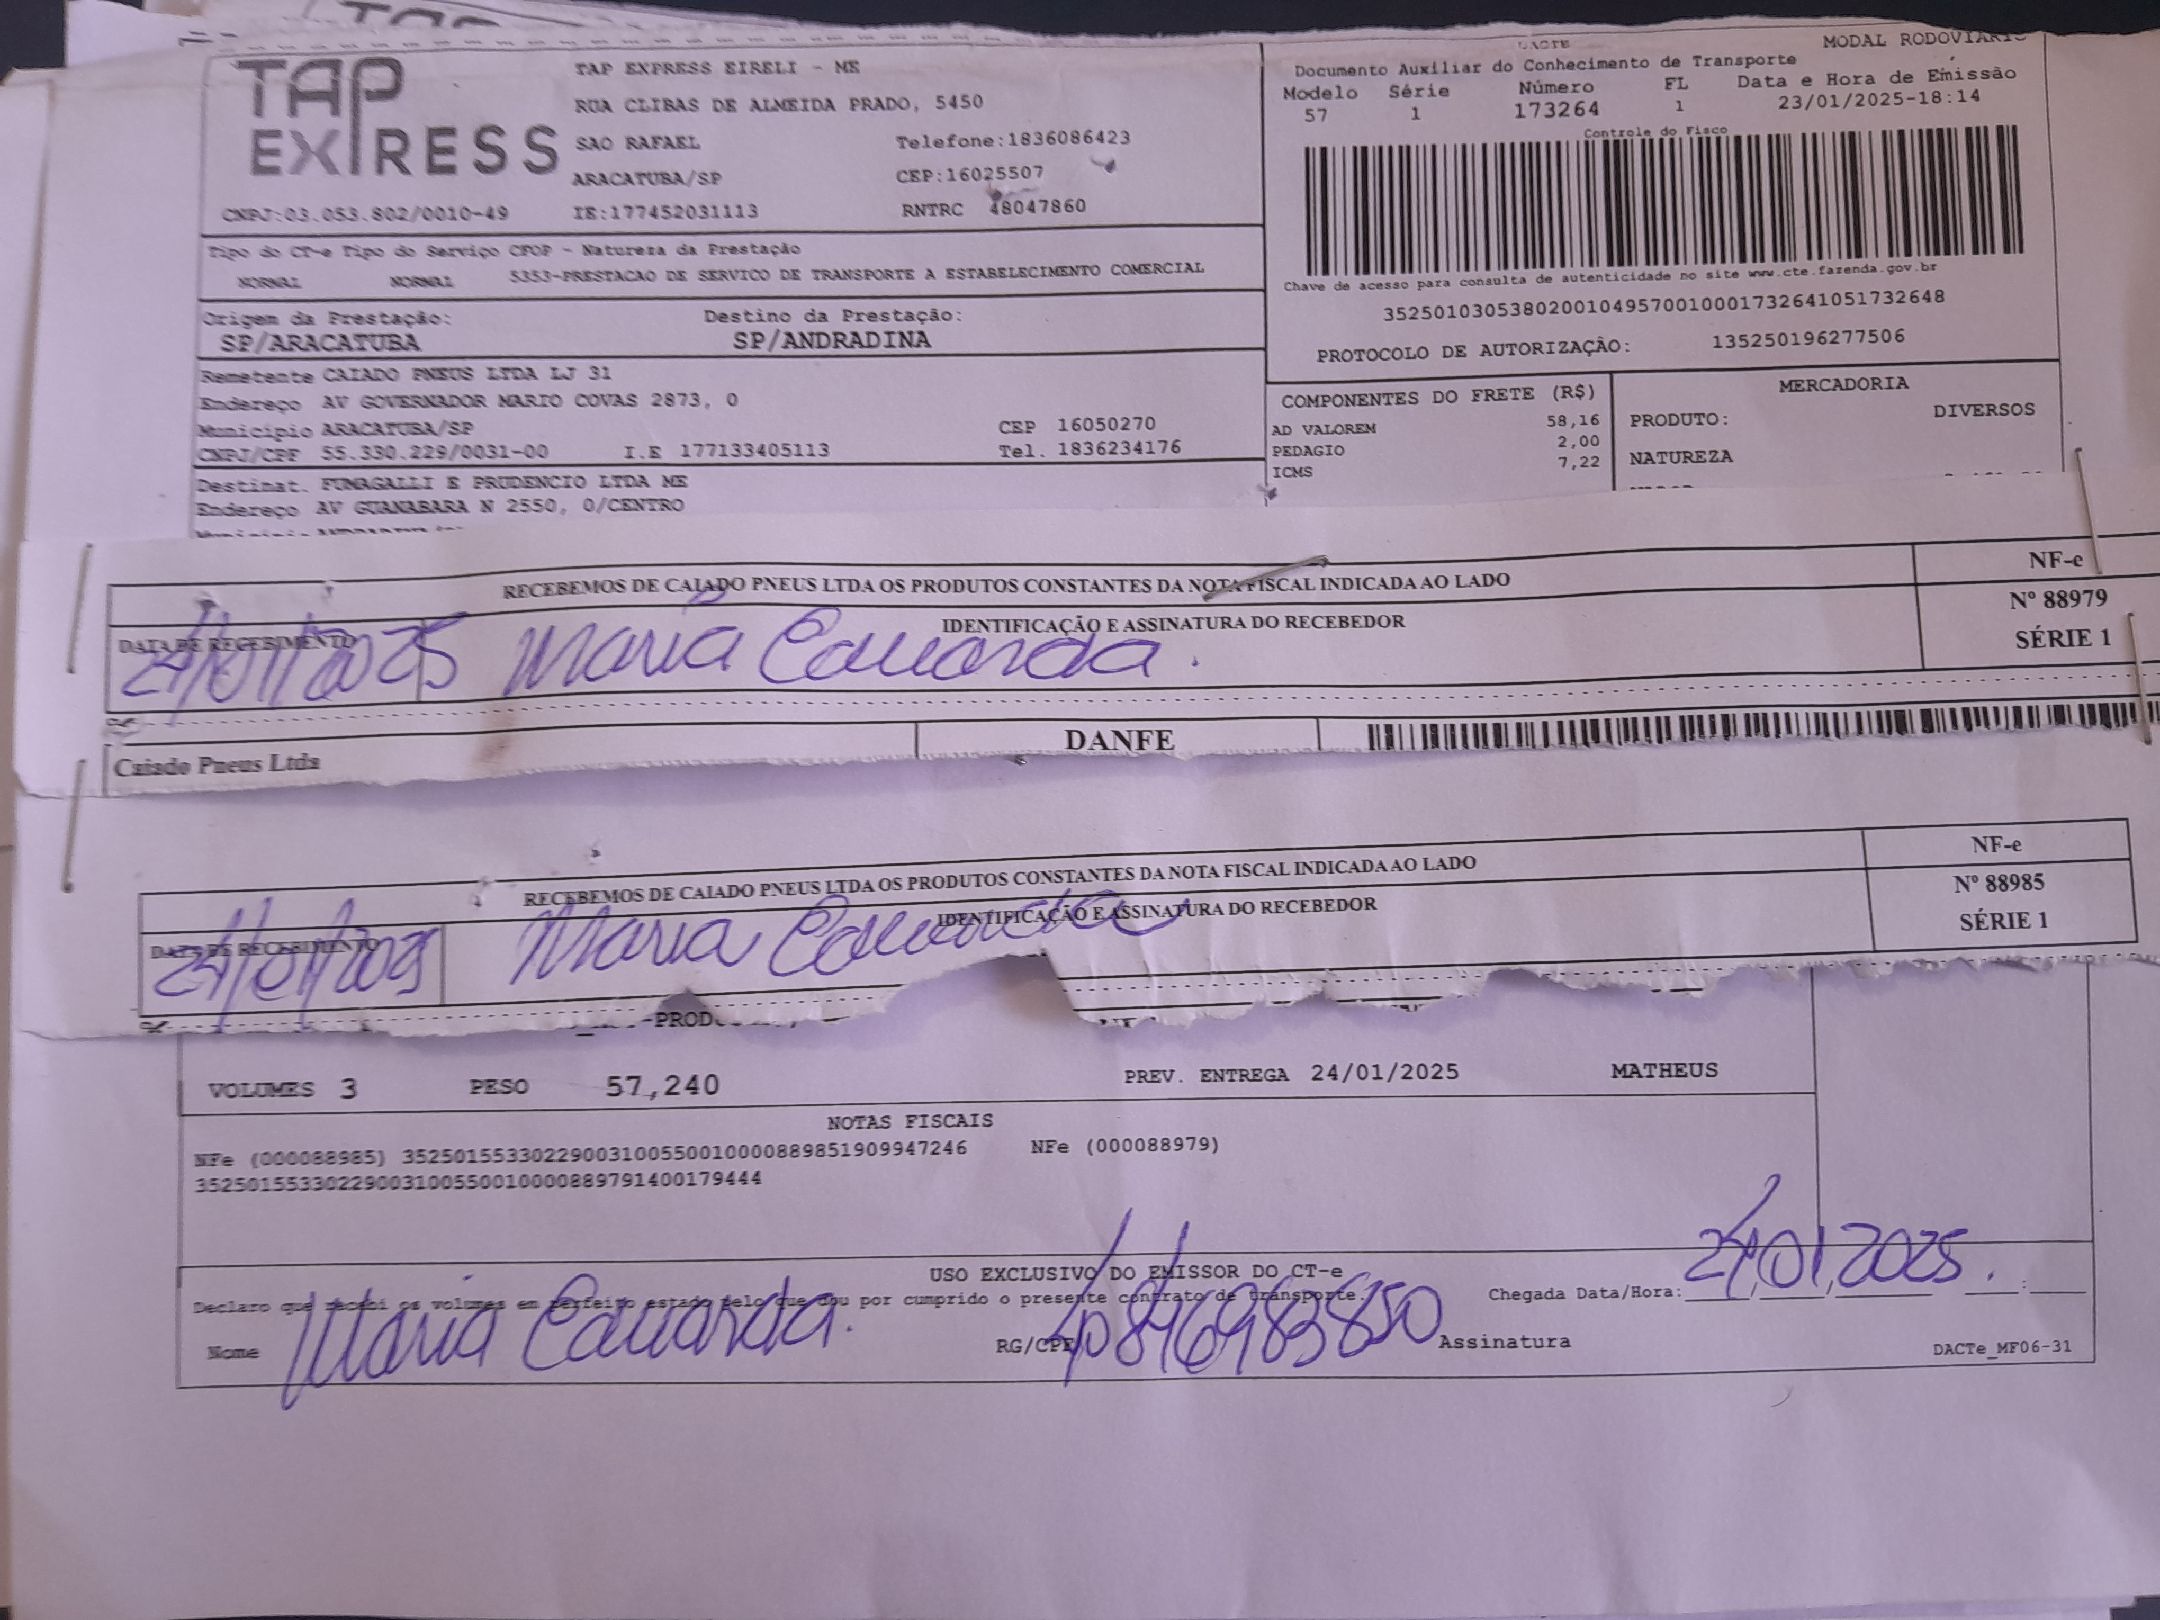 TAP EXPRESS
TAP EXPRESS EIRELI - ME
RUA CLIBAS DE ALMEIDA PRADO, 5450
SAO RAFAEL Telefone:1836086423
ARACATUBA/SP CEP:16025507
CNPJ:03.053.802/0010-49 IE:177452031113 RNTRC 48047860
DACTE MODAL RODOVIÁRIO
Documento Auxiliar do Conhecimento de Transporte
Modelo Série Número FL Data e Hora de Emissão
57 1 173264 1 23/01/2025-18:14
Controle do Fisco
Chave de acesso para consulta de autenticidade no site www.cte.fazenda.gov.br
35250103053802001049570010001732641051732648
PROTOCOLO DE AUTORIZAÇÃO: 135250196277506
Tipo do CT-e Tipo do Serviço CFOP - Natureza da Prestação
NORMAL NORMAL 5353-PRESTACAO DE SERVICO DE TRANSPORTE A ESTABELECIMENTO COMERCIAL
Origem da Prestação: Destino da Prestação:
SP/ARACATUBA SP/ANDRADINA
Remetente CAIADO PNEUS LTDA LJ 31
Endereço AV GOVERNADOR MARIO COVAS 2873, 0
Municipio ARACATUBA/SP CEP 16050270
CNPJ/CPF 55.330.229/0031-00 I.E 177133405113 Tel. 1836234176
Destinat. FUMAGALLI E PRUDENCIO LTDA ME
Endereço AV GUANABARA N 2550, 0/CENTRO
COMPONENTES DO FRETE (R$)
AD VALOREM 58,16
PEDAGIO 2,00
ICMS 7,22
MERCADORIA
PRODUTO: DIVERSOS
NATUREZA
RECEBEMOS DE CAIADO PNEUS LTDA OS PRODUTOS CONSTANTES DA NOTA FISCAL INDICADA AO LADO
NF-e
Nº 88979
SÉRIE 1
DATA DE RECEBIMENTO IDENTIFICAÇÃO E ASSINATURA DO RECEBEDOR
24/01/2025 Maria Eduarda.
Caiado Pneus Ltda DANFE
RECEBEMOS DE CAIADO PNEUS LTDA OS PRODUTOS CONSTANTES DA NOTA FISCAL INDICADA AO LADO
NF-e
Nº 88985
SÉRIE 1
DATA DE RECEBIMENTO IDENTIFICAÇÃO E ASSINATURA DO RECEBEDOR
24/01/2025 Maria Eduarda
VOLUMES 3 PESO 57,240 PREV. ENTREGA 24/01/2025 MATHEUS
NOTAS FISCAIS
NFe (000088985) 35250155330229003100550010000889851909947246 NFe (000088979)
35250155330229003100550010000889791400179444
USO EXCLUSIVO DO EMISSOR DO CT-e
Declaro que recebi os volumes em perfeito estado pelo que dou por cumprido o presente contrato de transporte. Chegada Data/Hora: 24/01/2025.
Nome Maria Eduarda. RG/CPF 40846983850 Assinatura
DACTe_MF06-31